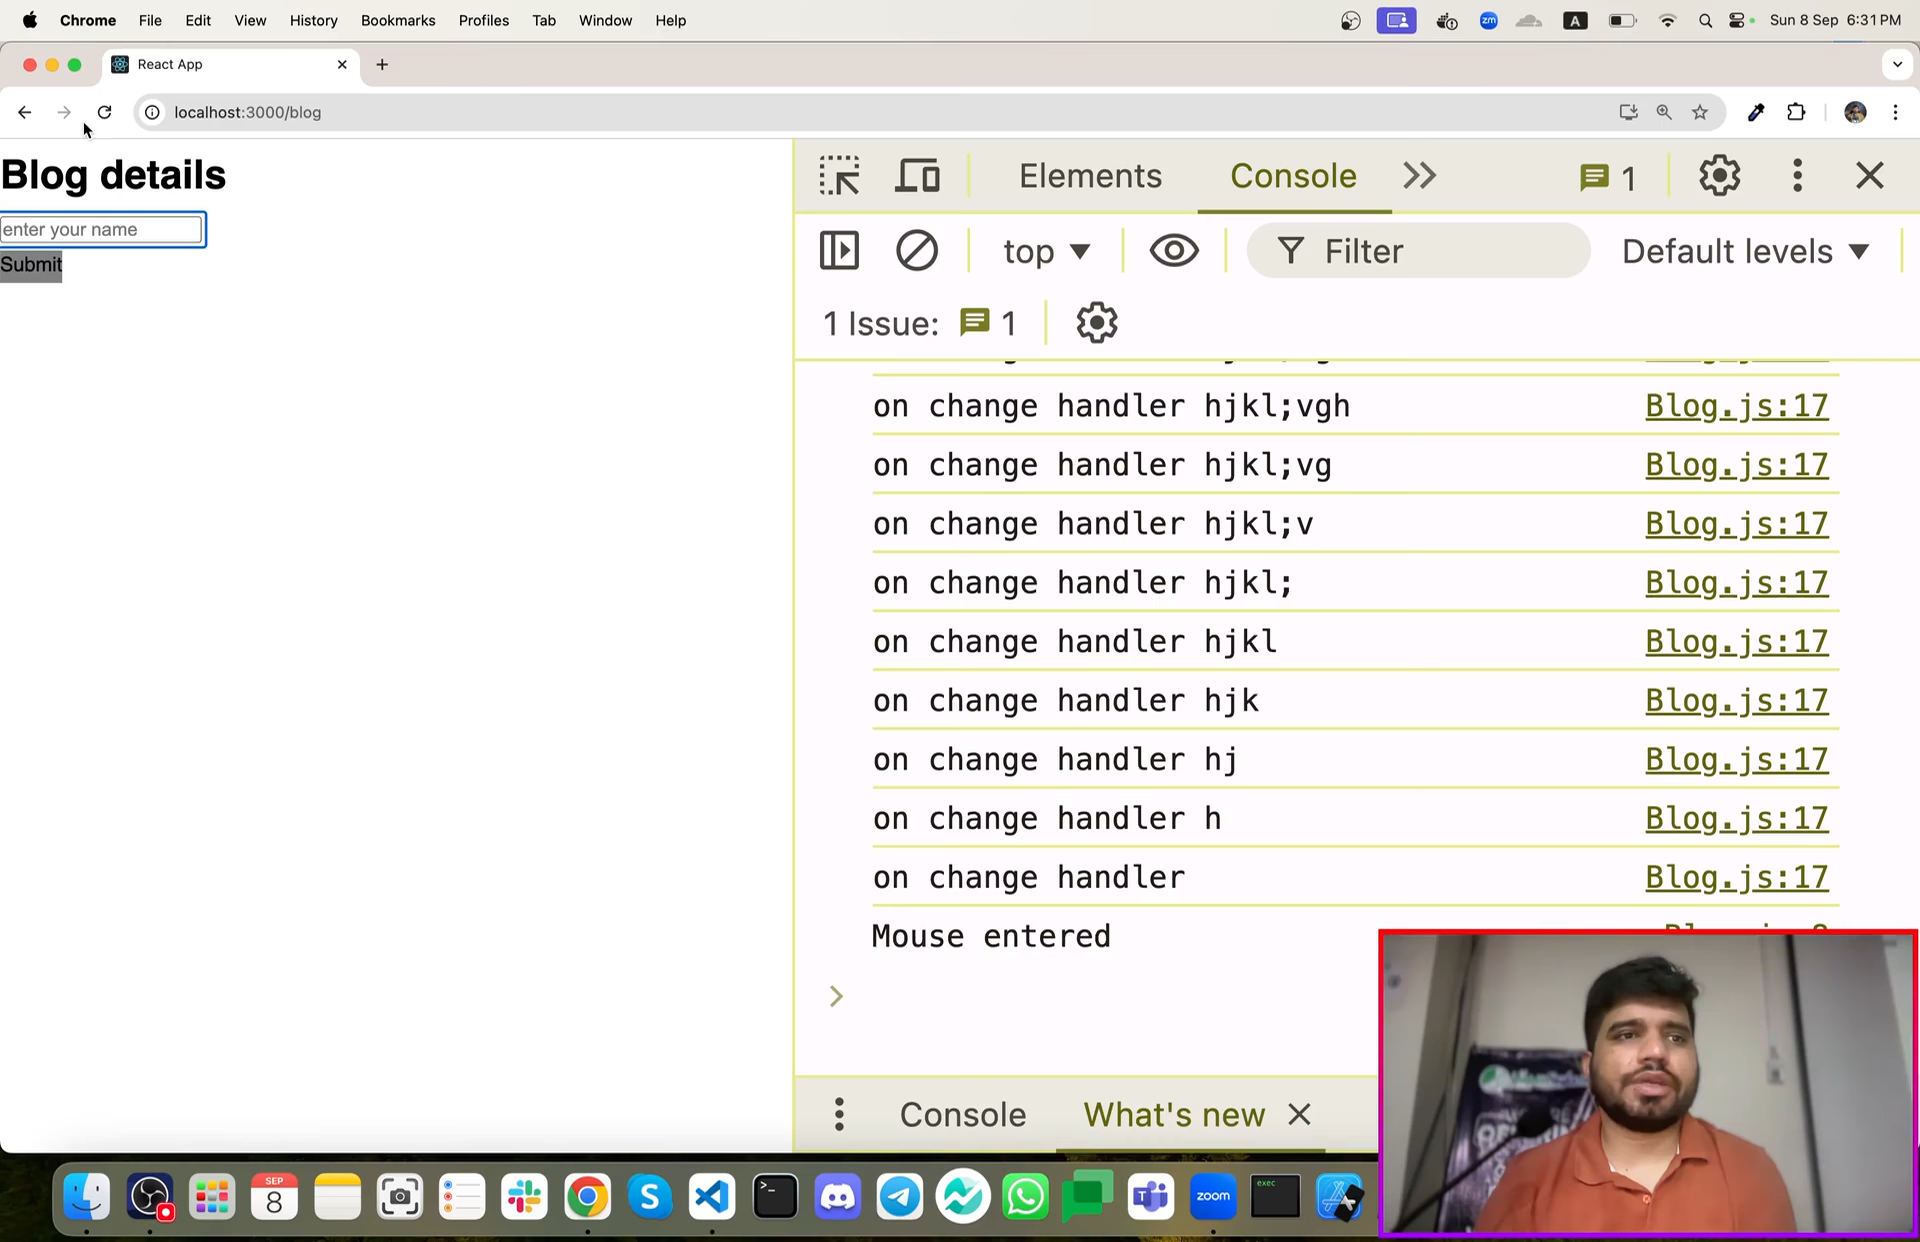 Chrome File Edit View History Bookmarks Profiles Tab Window Help zm A Sun 8 Sep 6:31 PM
React App
localhost:3000/blog
Blog details
enter your name
Submit
Elements Console 1
top Filter Default levels
1 Issue: 1
on change handler hjkl;vgh Blog.js:17
on change handler hjkl;vg Blog.js:17
on change handler hjkl;v Blog.js:17
on change handler hjkl; Blog.js:17
on change handler hjkl Blog.js:17
on change handler hjk Blog.js:17
on change handler hj Blog.js:17
on change handler h Blog.js:17
on change handler Blog.js:17
Mouse entered
>
Console What's new
SEP
8
S
>_
T
zoom
exec